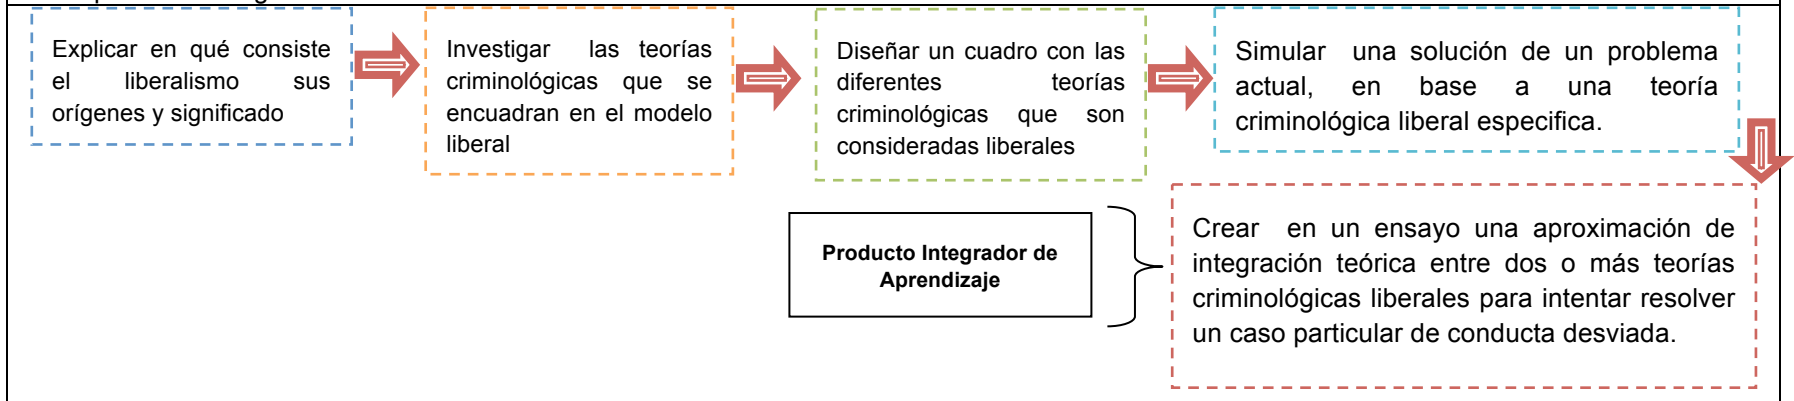 Explicar en qué consiste
el liberalismo sus
orígenes y significado
Investigar las teorías
criminológicas que se
encuadran en el modelo
liberal
Diseñar un cuadro con las
diferentes teorías
criminológicas que son
consideradas liberales
Simular una solución de un problema
actual, en base a una teoría
criminológica liberal especifica.
Crear en un ensayo una aproximación de
integración teórica entre dos o más teorías
criminológicas liberales para intentar resolver
un caso particular de conducta desviada.
Producto Integrador de
Aprendizaje